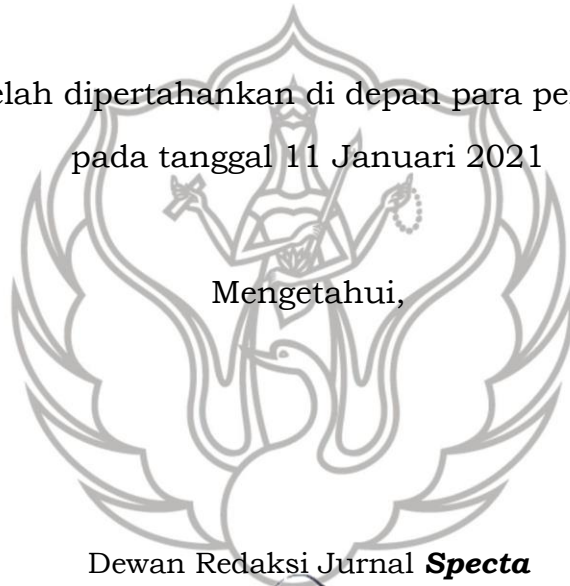 dipertahankan di depan para
pada tanggal 11 Januari 2021
Mengetahui,
Dewan Redaksi Jurnal Specta